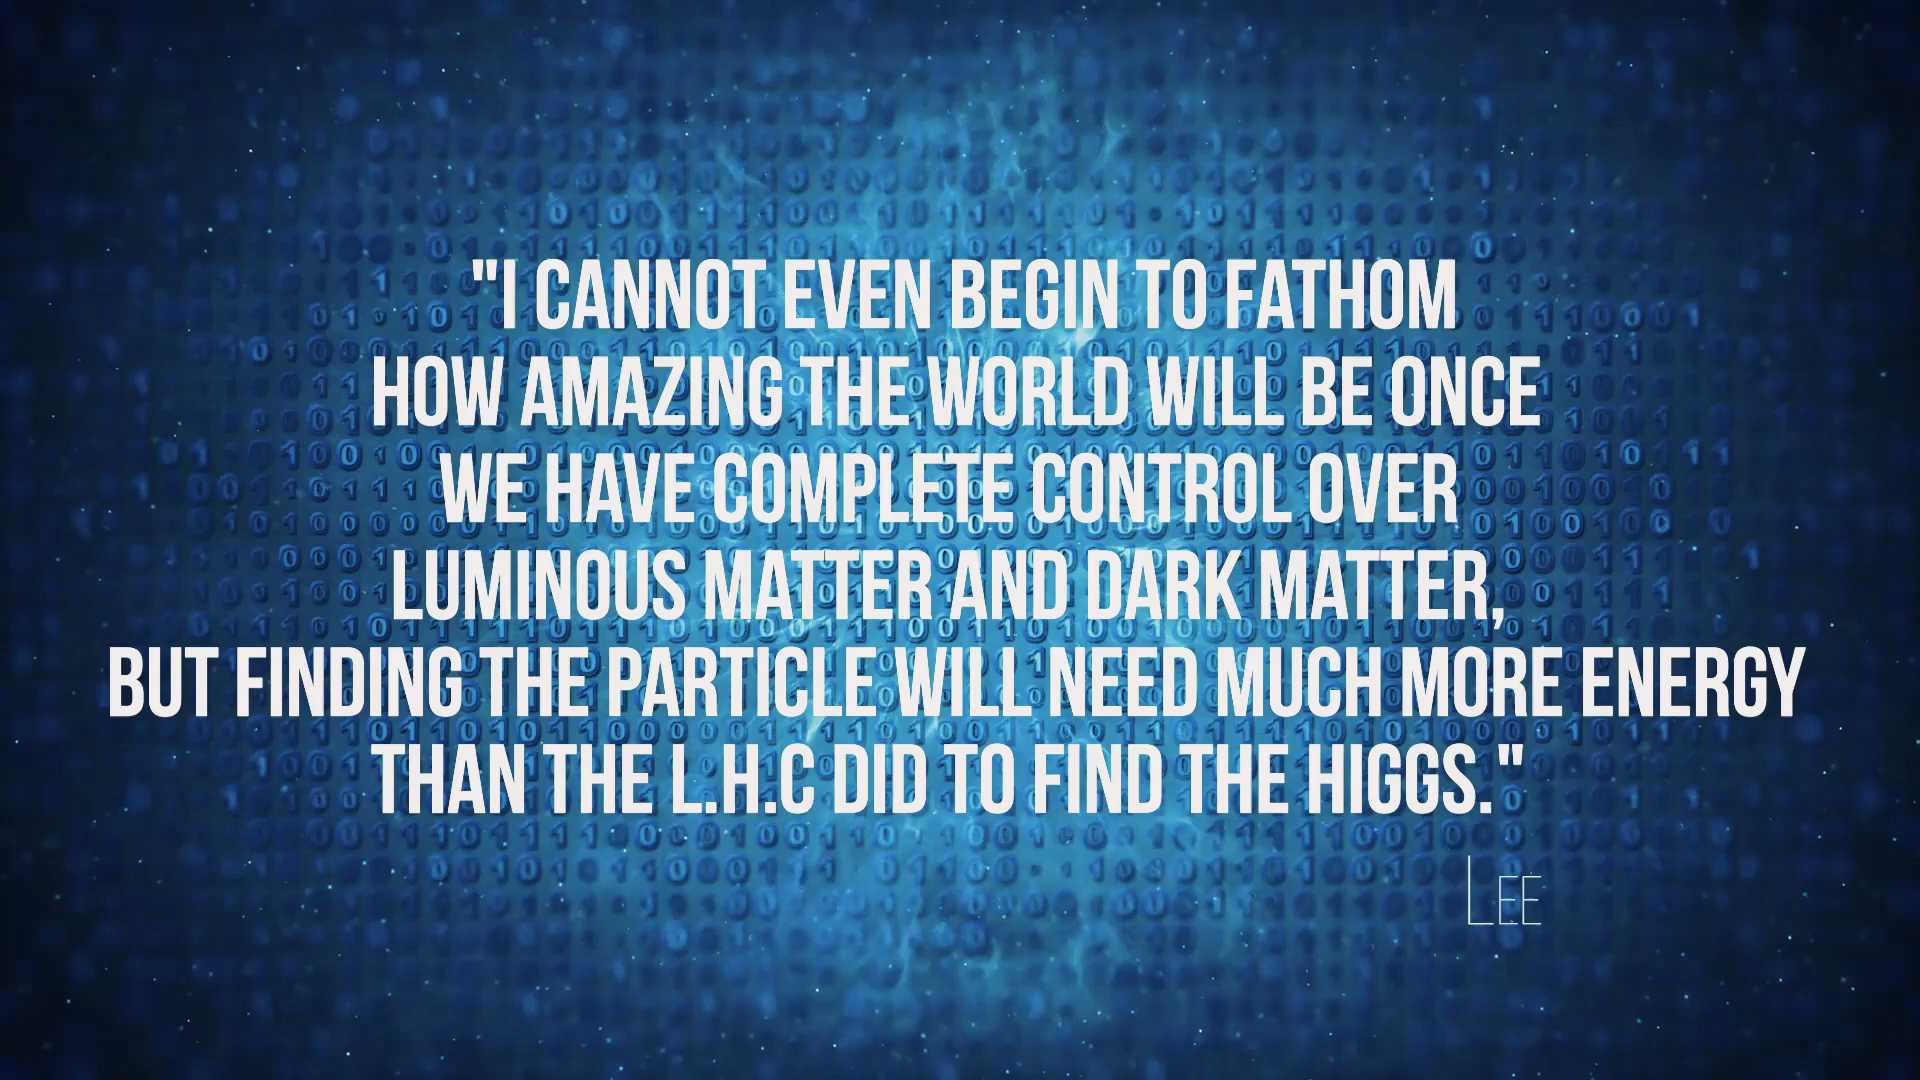 "I CANNOT EVEN BEGIN TO FATHOM
HOW AMAZING THE WORLD WILL BE ONCE
WE HAVE COMPLETE CONTROL OVER
LUMINOUS MATTER AND DARK MATTER,
BUT FINDING THE PARTICLE WILL NEED MUCH MORE ENERGY
THAN THE L.H.C DID TO FIND THE HIGGS."
LEE